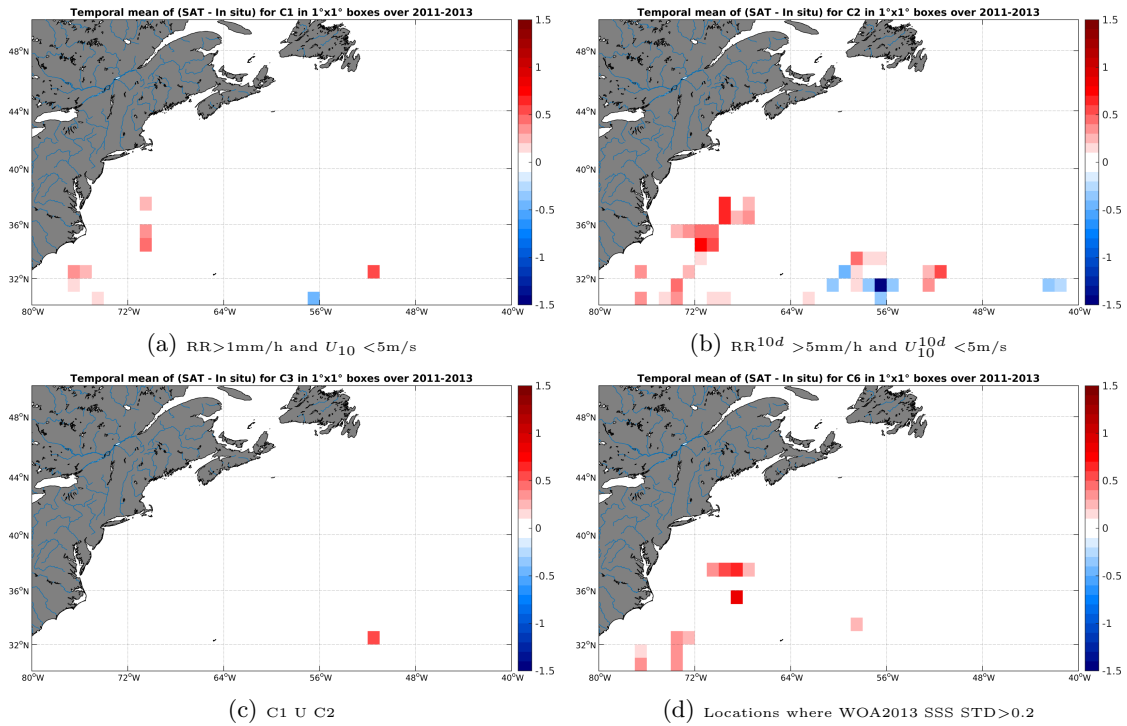 Temporal mean of (SAT - In situ) for C1 in 1°x1° boxes over 2011-2013
48°N
44°N
40°N
36°N
32°N
80°W 72°W 64°W 56°W 48°W 40°W
1.5
1
0.5
0
-0.5
-1
-1.5
(a) RR>1mm/h and U10 <5m/s
Temporal mean of (SAT - In situ) for C2 in 1°x1° boxes over 2011-2013
48°N
44°N
40°N
36°N
32°N
80°W 72°W 64°W 56°W 48°W 40°W
1.5
1
0.5
0
-0.5
-1
-1.5
(b) RR^10d >5mm/h and U10^10d <5m/s
Temporal mean of (SAT - In situ) for C3 in 1°x1° boxes over 2011-2013
48°N
44°N
40°N
36°N
32°N
80°W 72°W 64°W 56°W 48°W 40°W
1.5
1
0.5
0
-0.5
-1
-1.5
(c) C1 U C2
Temporal mean of (SAT - In situ) for C6 in 1°x1° boxes over 2011-2013
48°N
44°N
40°N
36°N
32°N
80°W 72°W 64°W 56°W 48°W 40°W
1.5
1
0.5
0
-0.5
-1
-1.5
(d) Locations where WOA2013 SSS STD>0.2